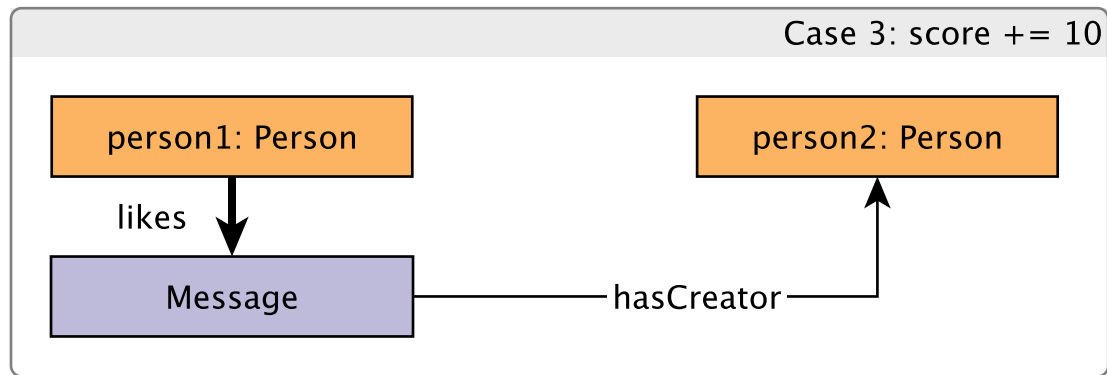 Case 3: score += 10
person1: Person
person2: Person
likes
Message
hasCreator